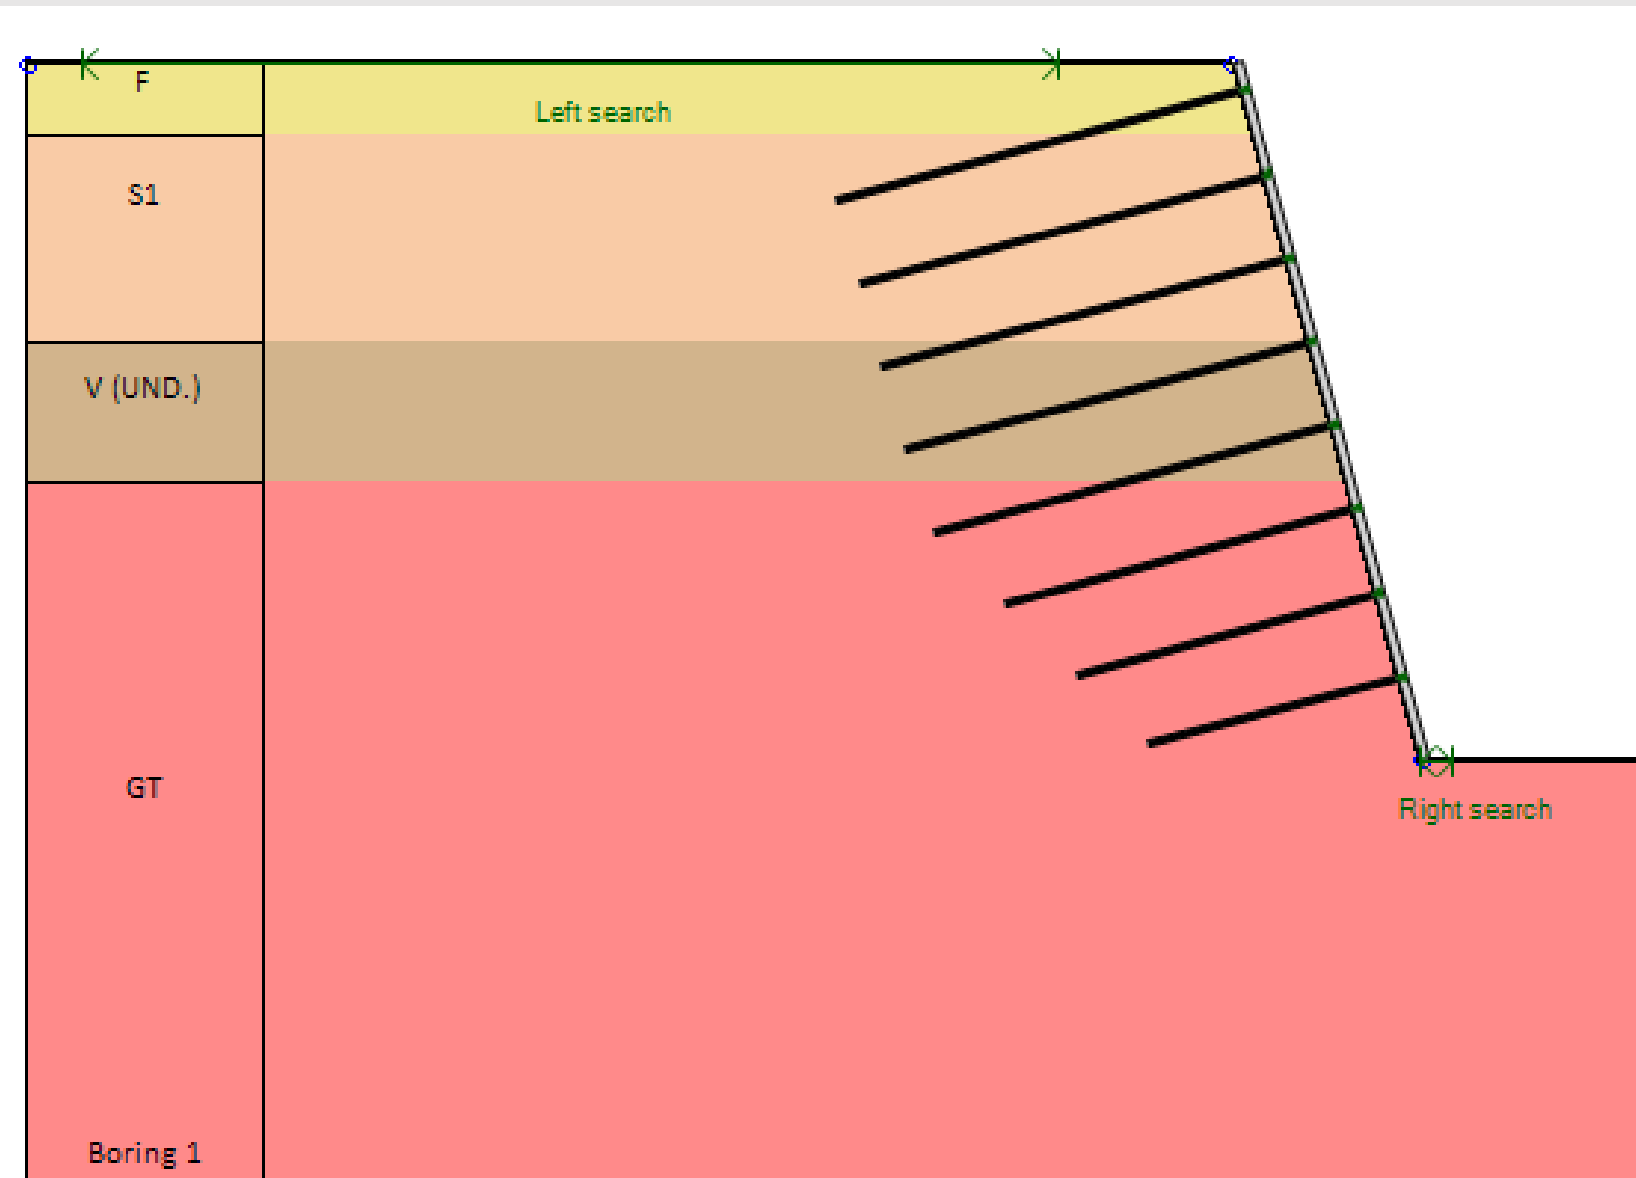 F
Left search
S1
V (UND.)
GT
Right search
Boring 1